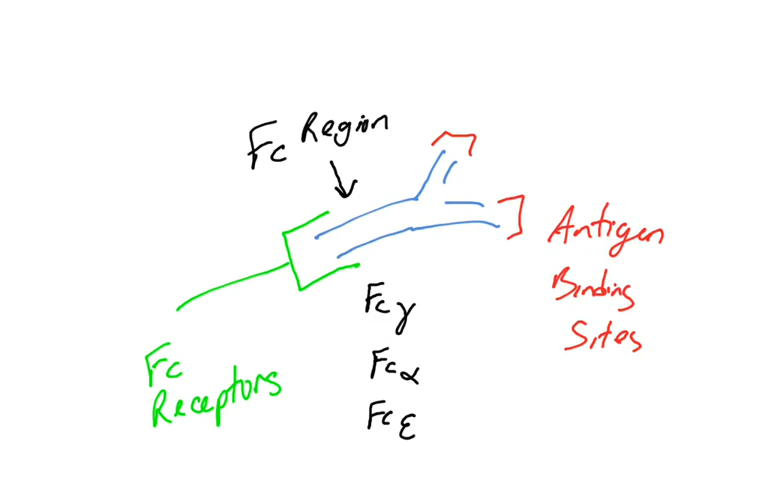 Fc Region
Antigen
Binding
Sites
Fcγ
Fcα
Fcε
Fc
Receptors